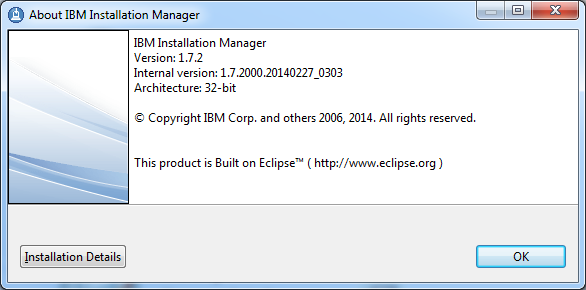 About IBM Installation Manager
IBM Installation Manager
Version: 1.7.2
Internal version: 1.7.2000.20140227_0303
Architecture: 32-bit
© Copyright IBM Corp. and others 2006, 2014. All rights reserved.
This product is Built on Eclipse™ ( http://www.eclipse.org )
Installation Details
OK